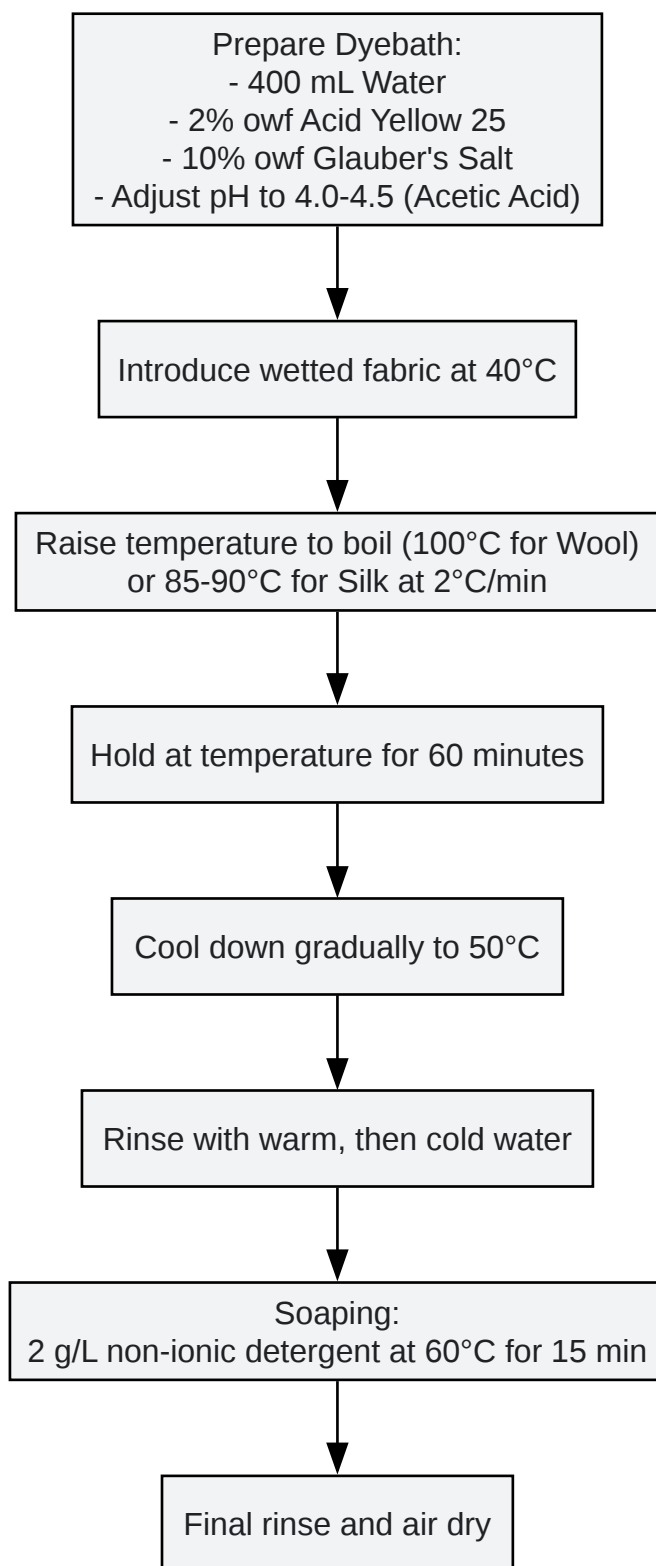 Prepare Dyebath:
- 400 mL Water
- 2% owf Acid Yellow 25
- 10% owf Glauber's Salt
- Adjust pH to 4.0-4.5 (Acetic Acid)
Introduce wetted fabric at 40°C
Raise temperature to boil (100°C for Wool)
or 85-90°C for Silk at 2°C/min
Hold at temperature for 60 minutes
Cool down gradually to 50°C
Rinse with warm, then cold water
Soaping:
2 g/L non-ionic detergent at 60°C for 15 min
Final rinse and air dry